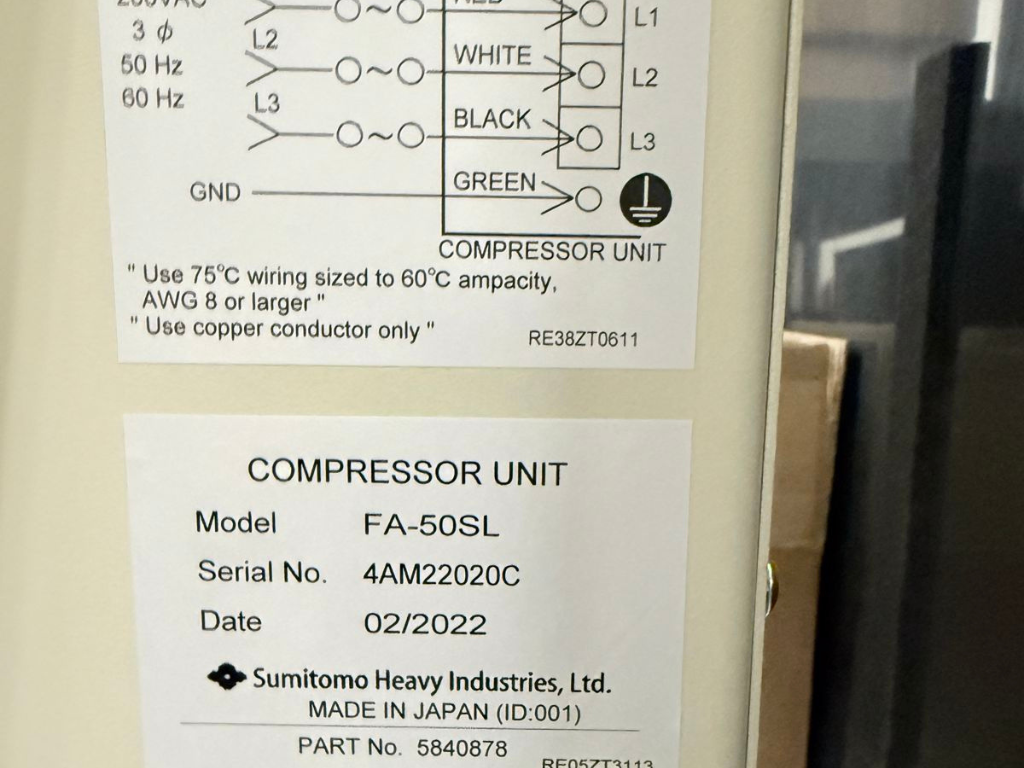 L1
3 φ
L2
WHITE
L2
50 Hz
60 Hz
L3
BLACK
L3
GND
GREEN
COMPRESSOR UNIT
" Use 75°C wiring sized to 60°C ampacity,
AWG 8 or larger "
" Use copper conductor only "
RE38ZT0611
COMPRESSOR UNIT
Model FA-50SL
Serial No. 4AM22020C
Date 02/2022
Sumitomo Heavy Industries, Ltd.
MADE IN JAPAN (ID:001)
PART No. 5840878
RE05ZT3113